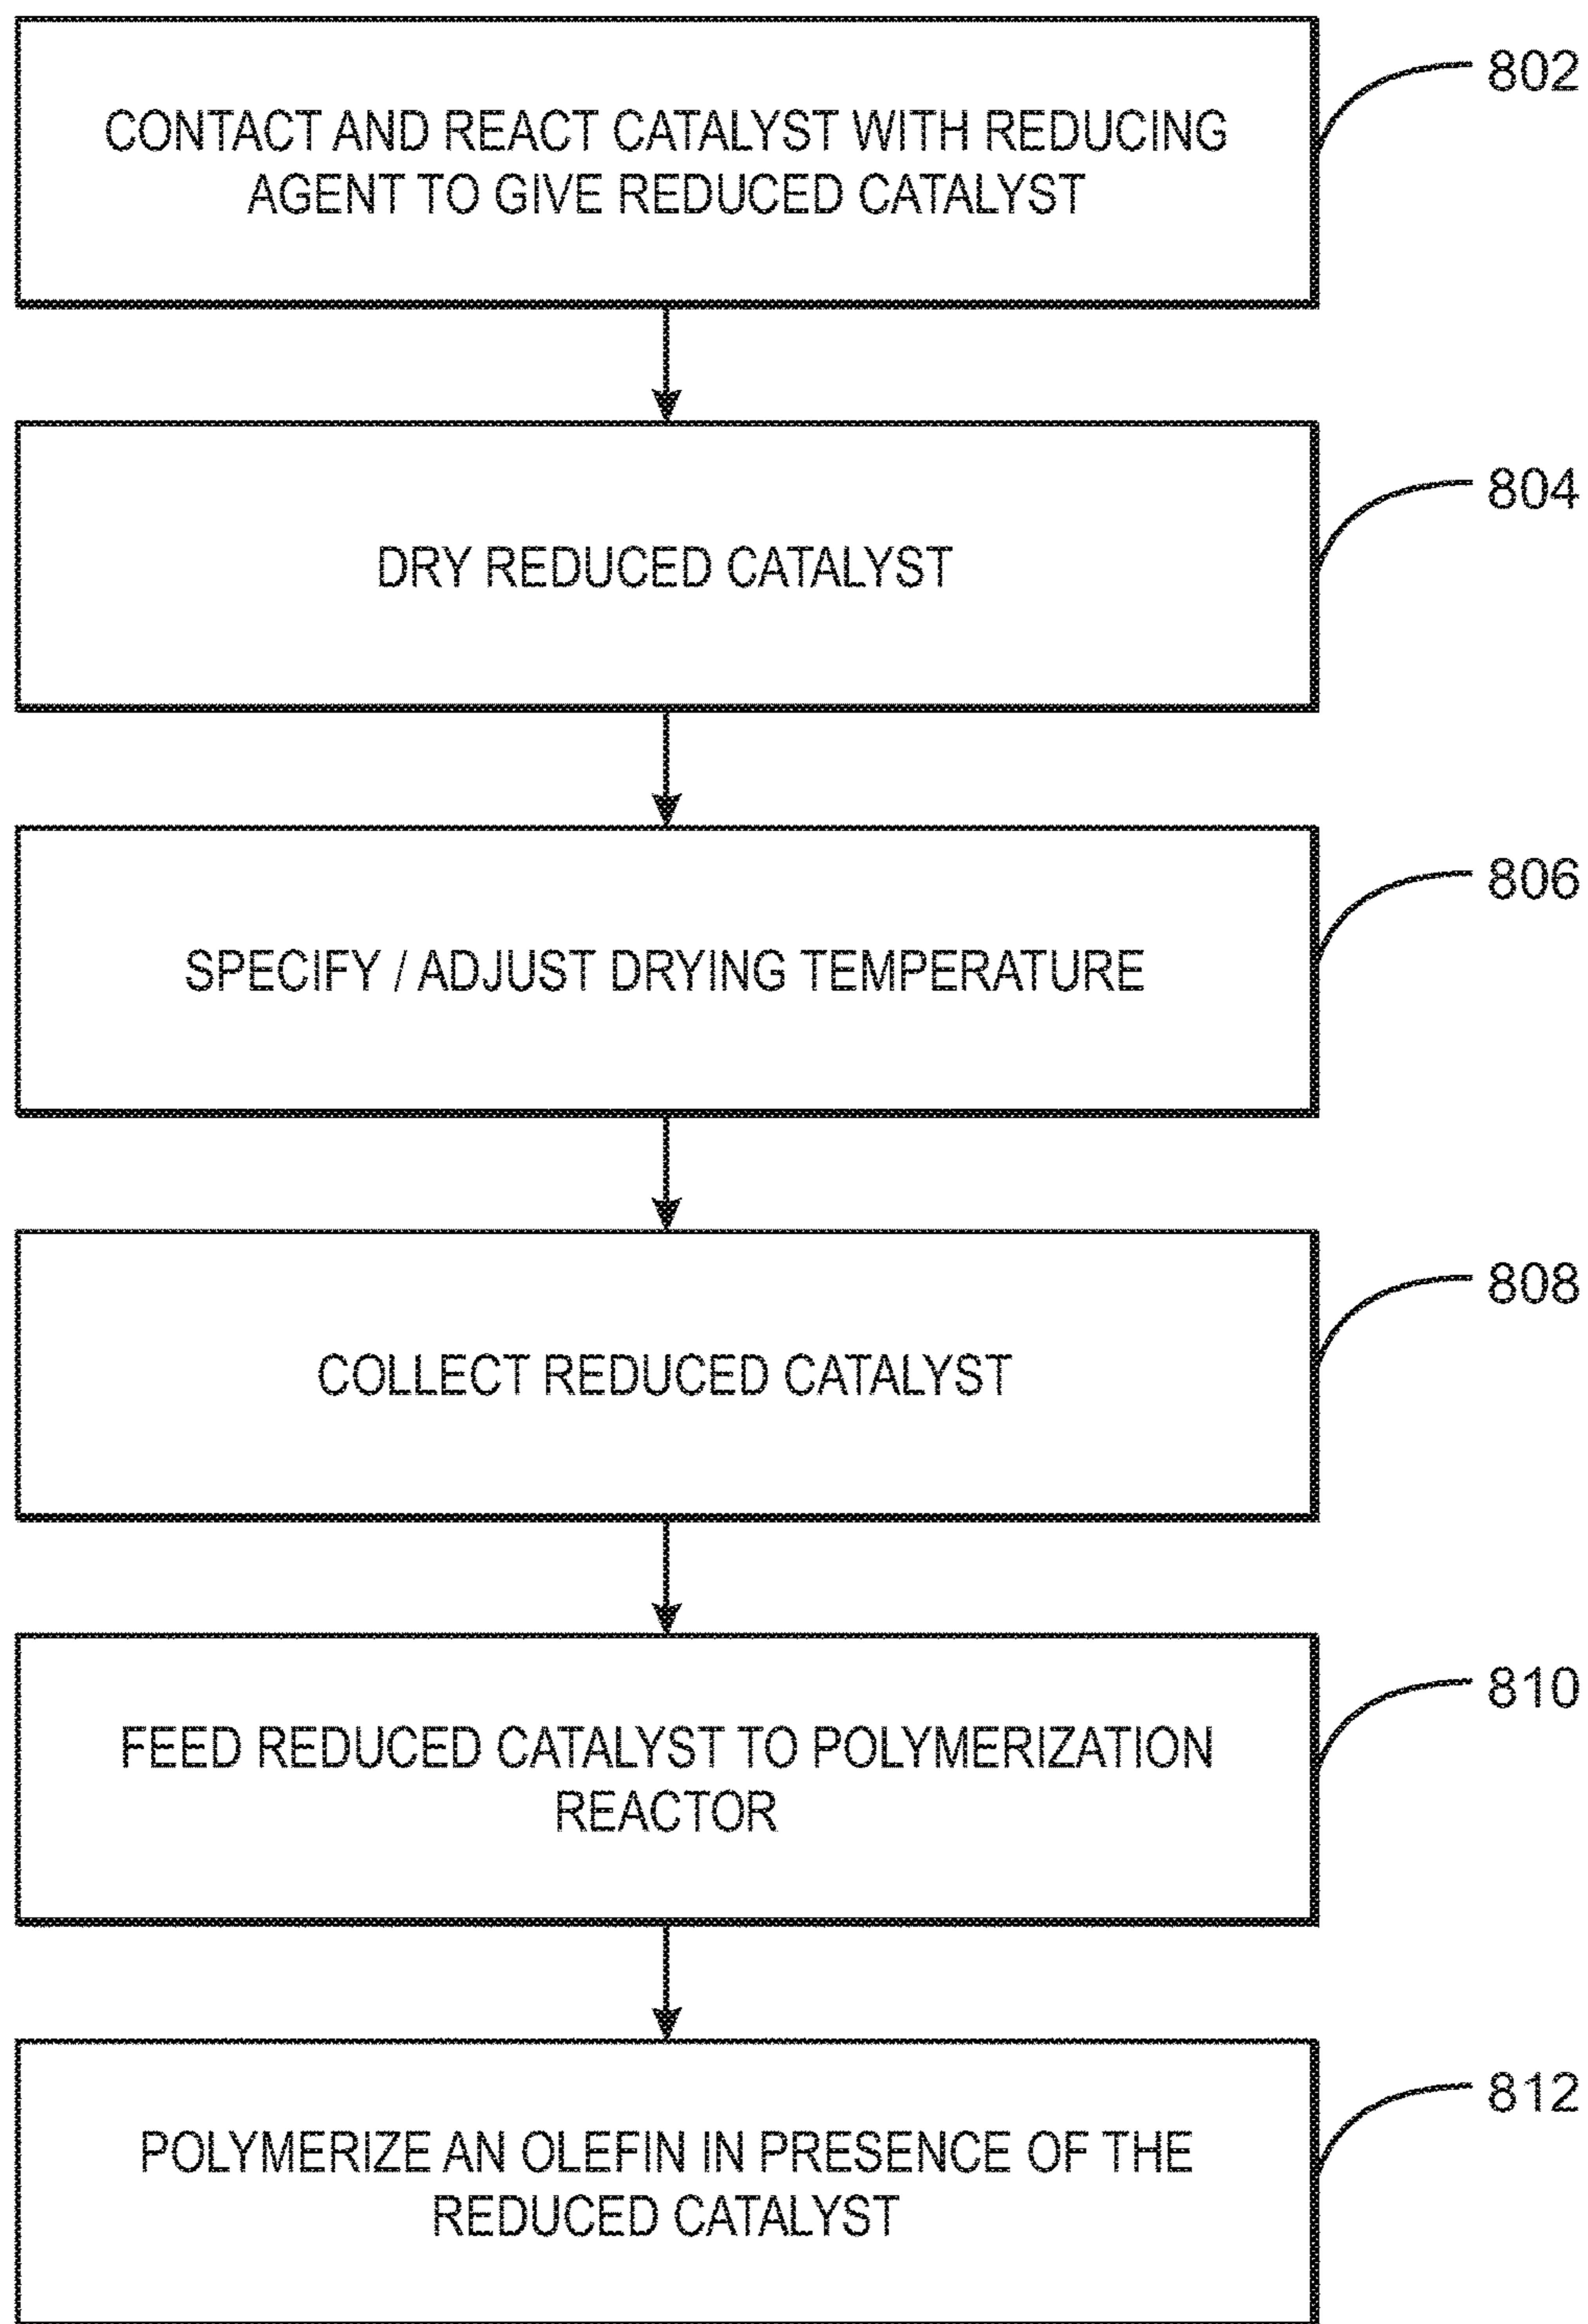 802
CONTACT AND REACT CATALYST WITH REDUCING
AGENT TO GIVE REDUCED CATALYST
804
DRY REDUCED CATALYST
806
SPECIFY / ADJUST DRYING TEMPERATURE
808
COLLECT REDUCED CATALYST
810
FEED REDUCED CATALYST TO POLYMERIZATION
REACTOR
812
POLYMERIZE AN OLEFIN IN PRESENCE OF THE
REDUCED CATALYST